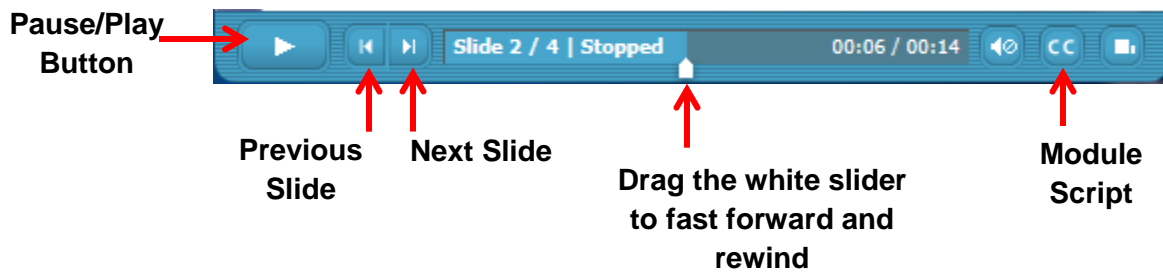 Pause/Play
Button
Slide 2 / 4 | Stopped
00:06 / 00:14
CC
Previous
Slide
Next Slide
Drag the white slider
to fast forward and
rewind
Module
Script